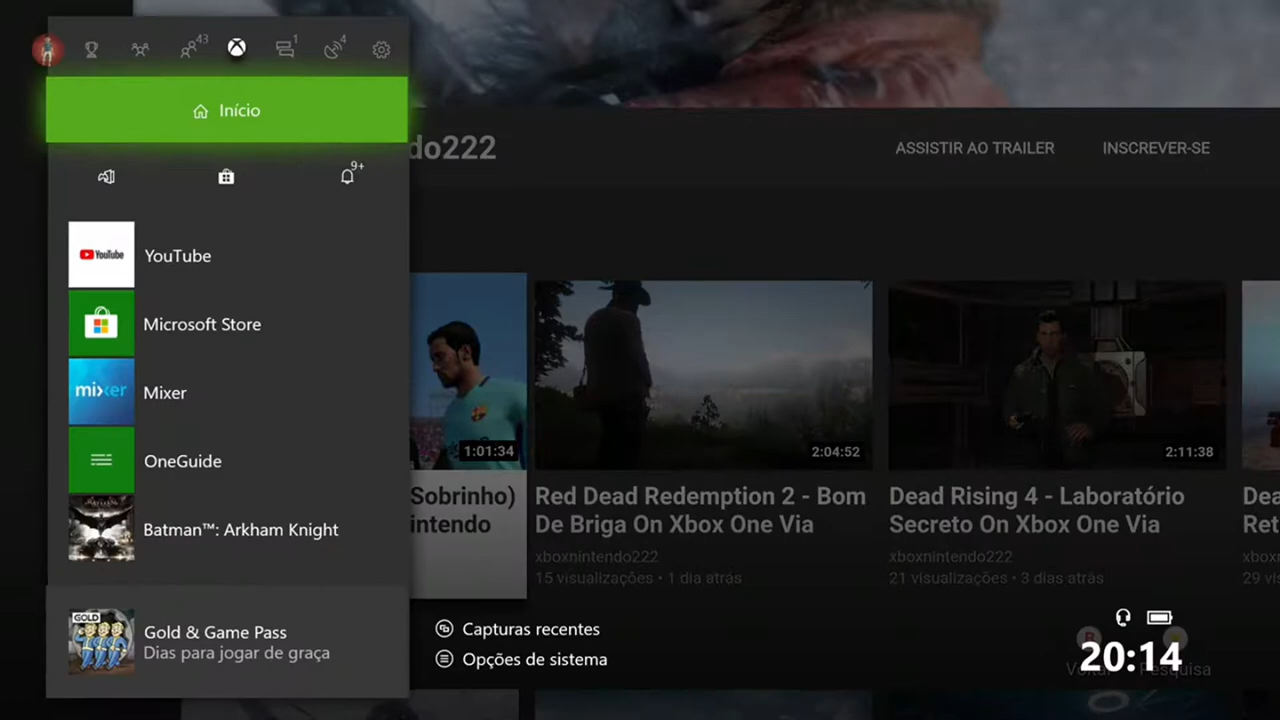 43
1
4
Início
do222
ASSISTIR AO TRAILER
INSCREVER-SE
9+
YouTube
YouTube
Microsoft Store
mixer
Mixer
OneGuide
Batman™: Arkham Knight
1:01:34
Sobrinho)
intendo
2:04:52
Red Dead Redemption 2 - Bom
De Briga On Xbox One Via
xboxnintendo222
15 visualizações • 1 dia atrás
2:11:38
Dead Rising 4 - Laboratório
Secreto On Xbox One Via
xboxnintendo222
21 visualizações • 3 dias atrás
Dea
Ret
xbox
29 vi
GOLD
Gold & Game Pass
Dias para jogar de graça
Capturas recentes
Opções de sistema
B
20:14
Voltar
Pesquisa